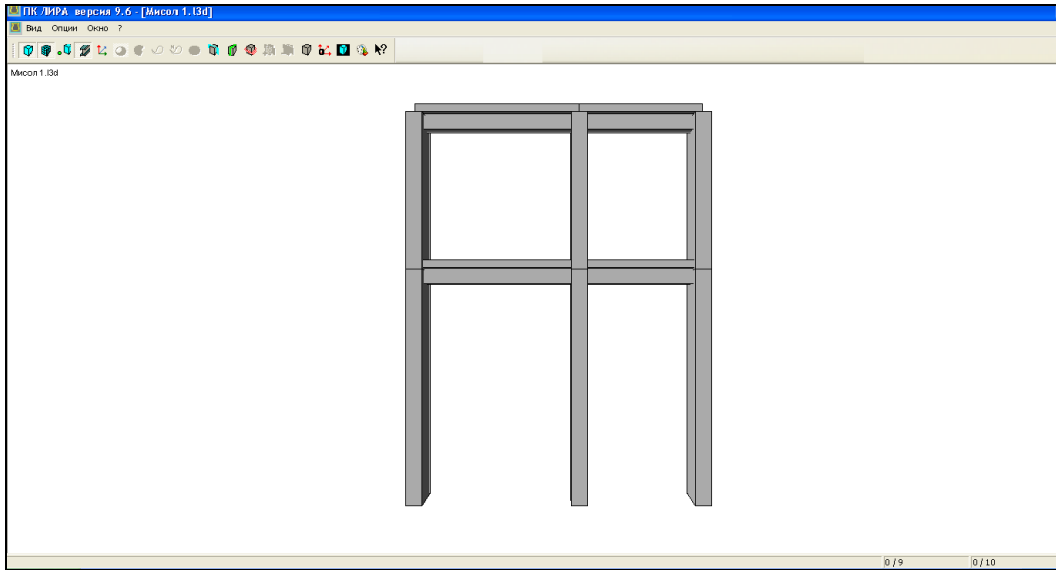 ПК ЛИРА версия 9.6 - [Мисол 1.l3d]
Вид Опции Окно ?
Мисол 1.l3d
0 / 9 0 / 10